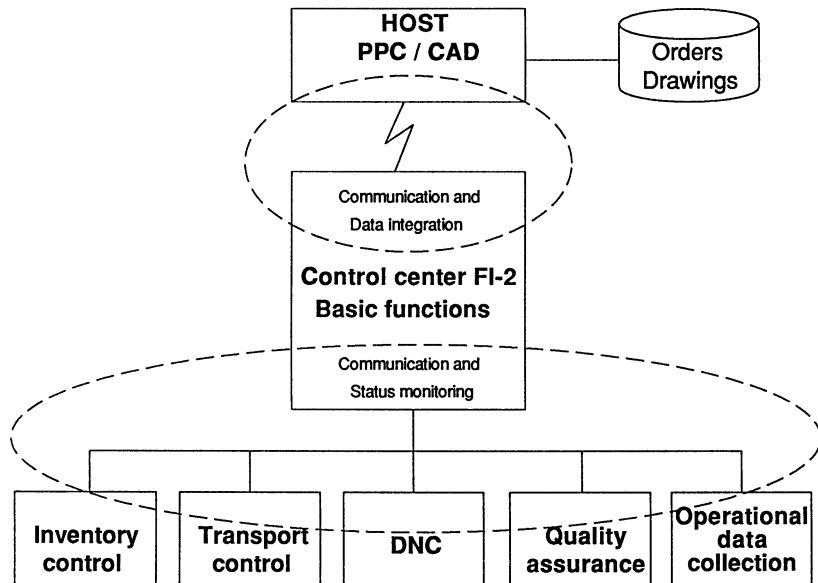 HOST
PPC / CAD
Orders
Drawings
Communication and
Data integration
Control center FI-2
Basic functions
Communication and
Status monitoring
Inventory
control
Transport
control
DNC
Quality
assurance
Operational
data
collection